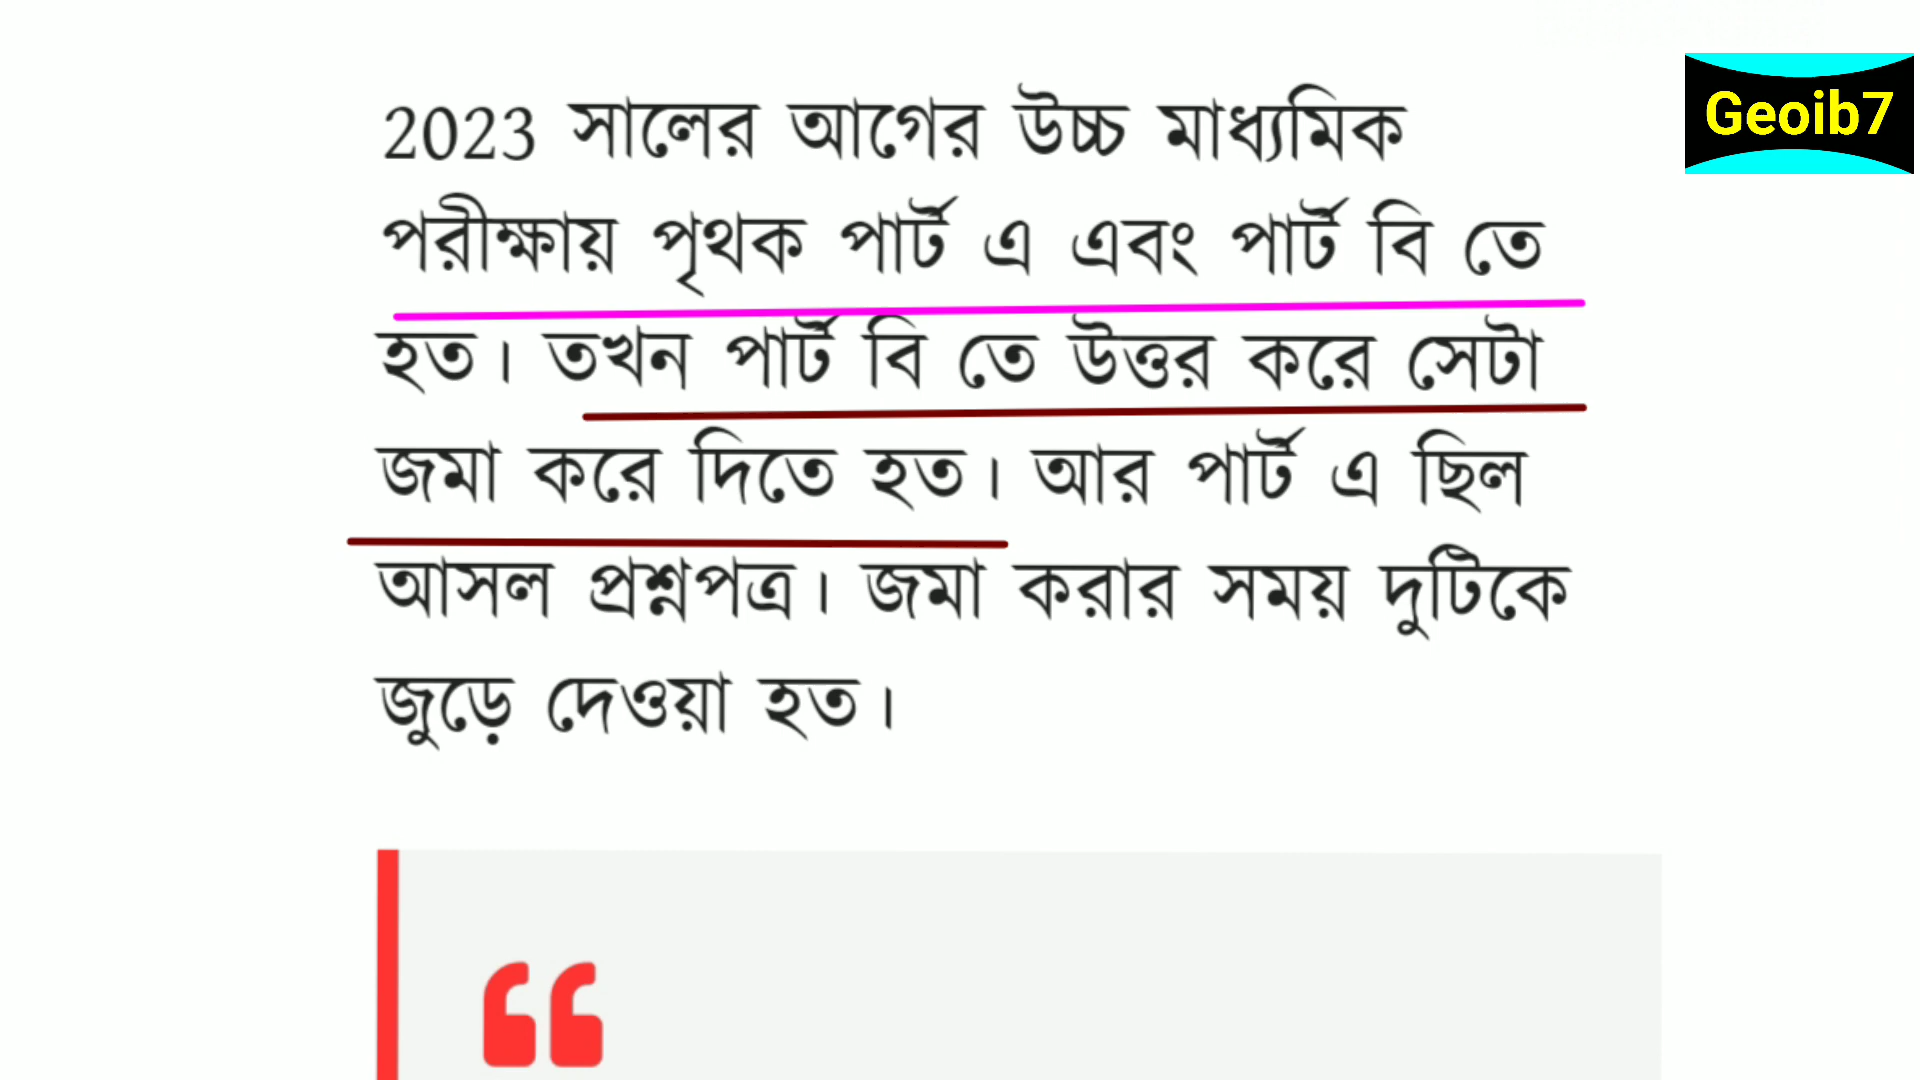 Geoib7
2023 সালের আগের উচ্চ মাধ্যমিক
পরীক্ষায় পৃথক পার্ট এ এবং পার্ট বি তে
হত। তখন পার্ট বি তে উত্তর করে সেটা
জমা করে দিতে হত। আর পার্ট এ ছিল
আসল প্রশ্নপত্র। জমা করার সময় দুটিকে
জুড়ে দেওয়া হত।
“